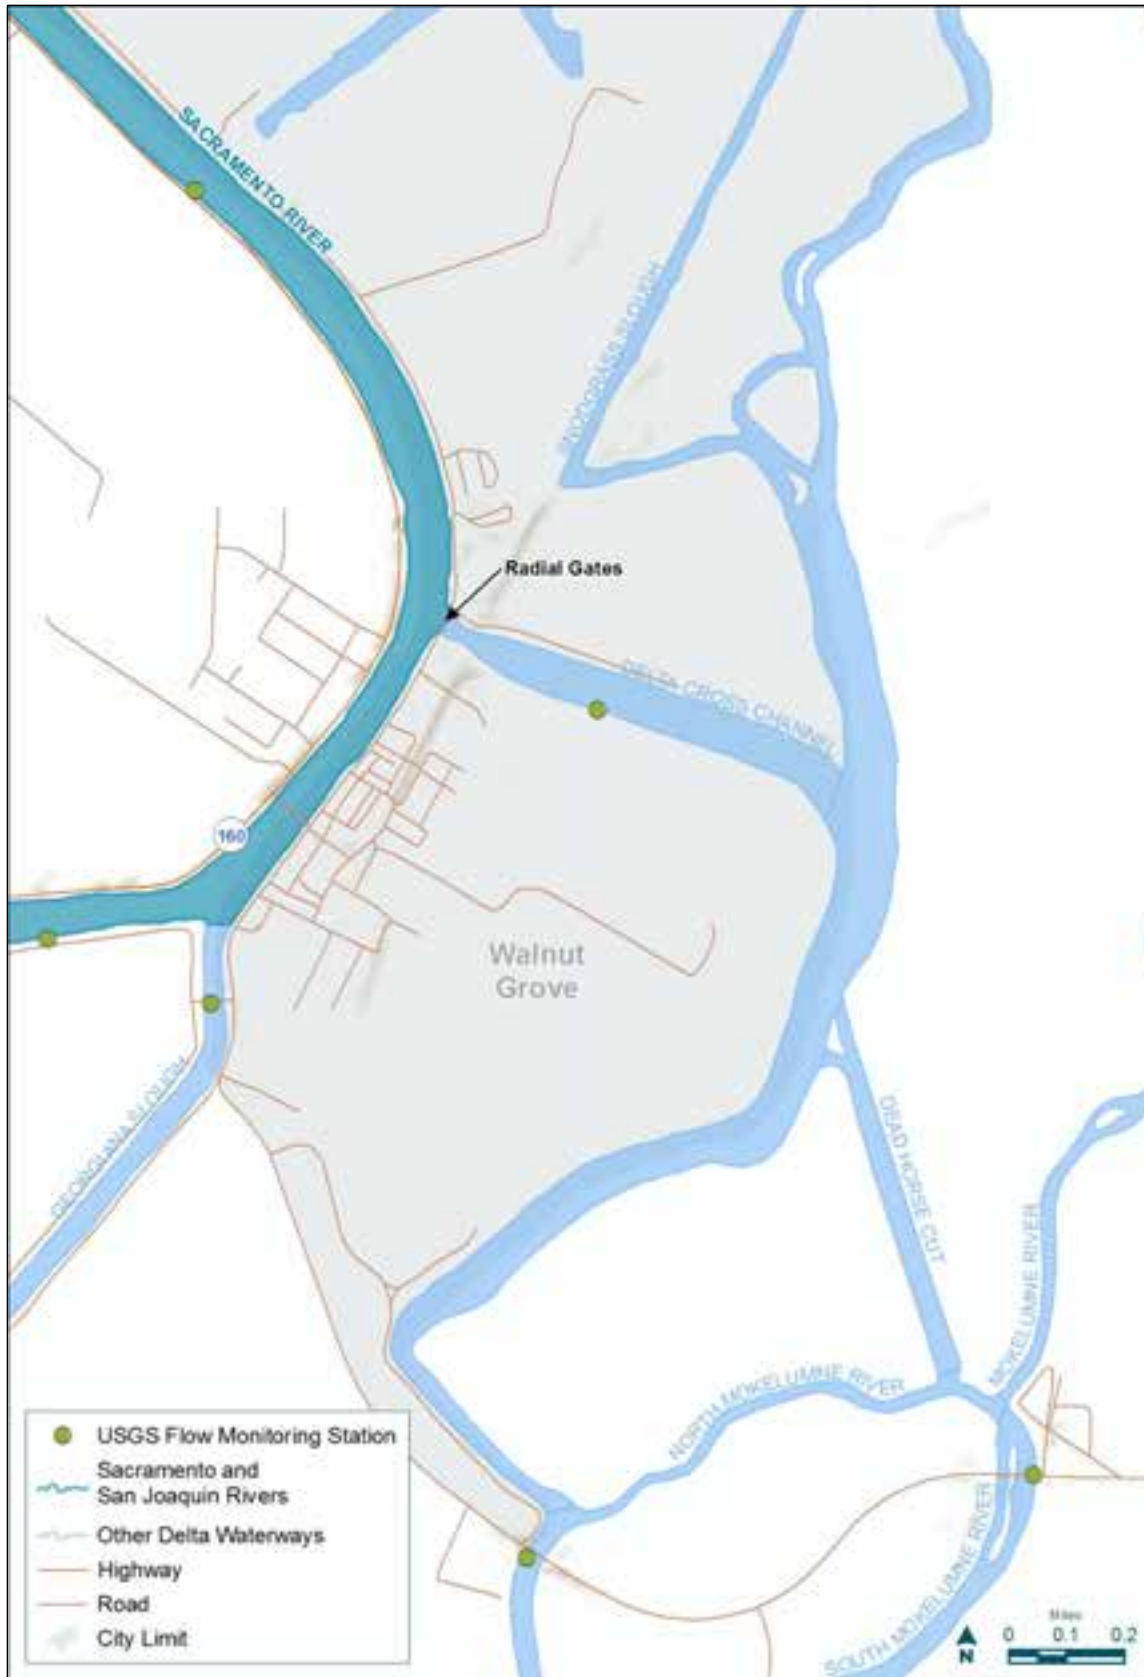 SACRAMENTO RIVER
SNODGRASS SLOUGH
Radial Gates
DELTA CROSS CHANNEL
160
Walnut
Grove
GEORGIANA SLOUGH
DEAD HORSE CUT
MOKELUMNE RIVER
NORTH MOKELUMNE RIVER
SOUTH MOKELUMNE RIVER
USGS Flow Monitoring Station
Sacramento and
San Joaquin Rivers
Other Delta Waterways
Highway
Road
City Limit
Miles
0 0.1 0.2
N